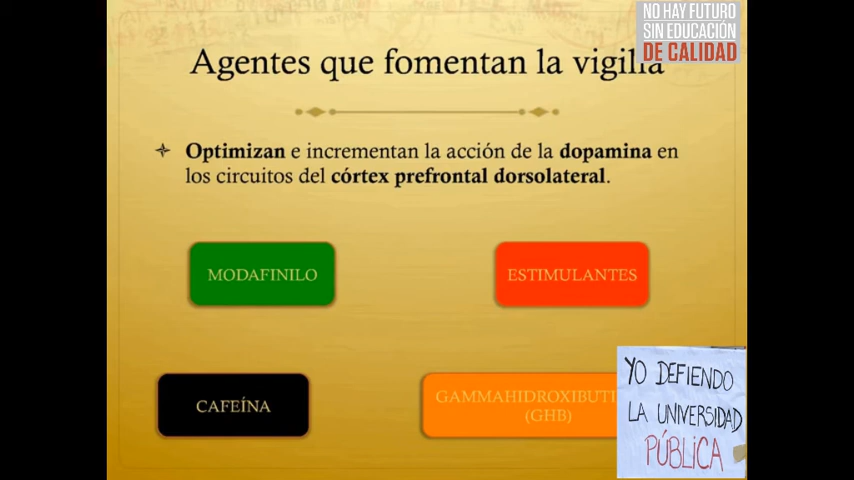 NO HAY FUTURO
SIN EDUCACIÓN
DE CALIDAD
Agentes que fomentan la vigilia
Optimizan e incrementan la acción de la dopamina en
los circuitos del córtex prefrontal dorsolateral.
MODAFINILO
ESTIMULANTES
CAFEÍNA
GAMMAHIDROXIBUTI
(GHB)
YO DEFIENDO
LA UNIVERSIDAD
PÚBLICA